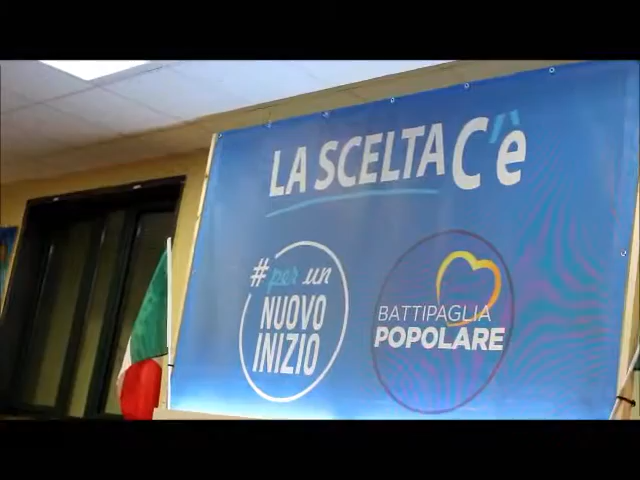 LA SCELTA C'è
#per un
NUOVO
INIZIO
BATTIPAGLIA
POPOLARE